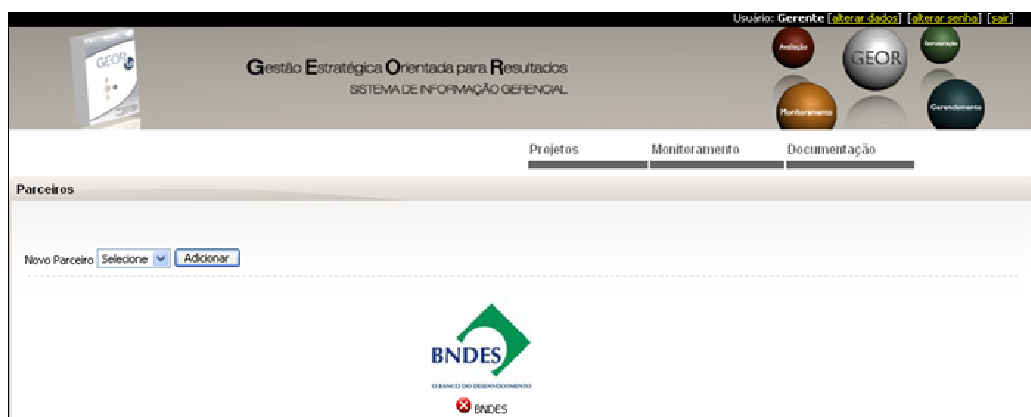 Usuário: Gerente [alterar dados] [alterar senha] [sair]
GEOR
Gestão Estratégica Orientada para Resultados
SISTEMA DE INFORMAÇÃO GERENCIAL
Avaliação
GEOR
Estruturação
Monitoramento
Gerenciamento
Projetos Monitoramento Documentação
Parceiros
Novo Parceiro Selecione Adicionar
BNDES
O BANCO DO DESENVOLVIMENTO
BNDES